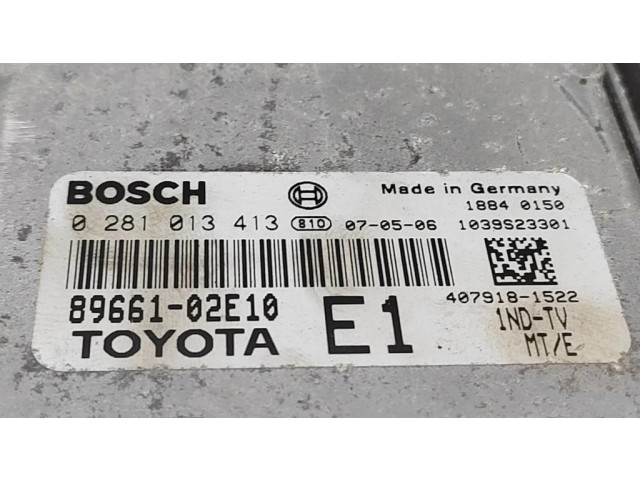 BOSCH
Made in Germany
1884 0150
0 281 013 413 810 07-05-06 1039S23301
407918-1522
89661-02E10
E1
1ND-TV
TOYOTA
MT/E